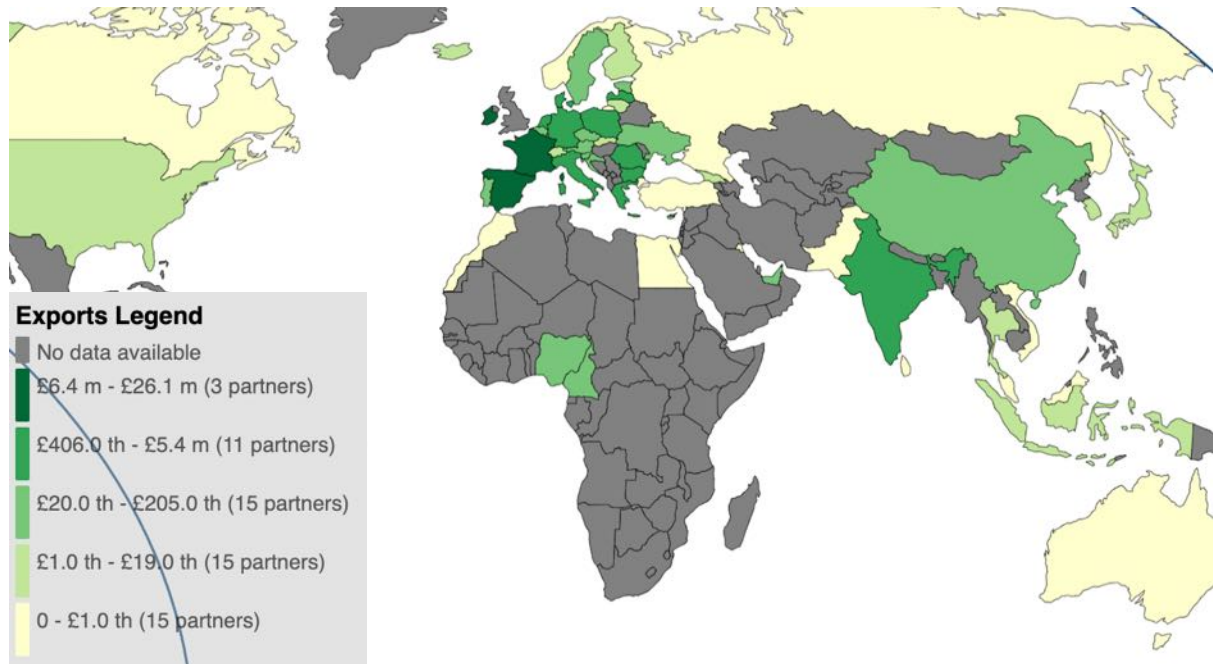 Exports Legend
No data available
£6.4 m - £26.1 m (3 partners)
£406.0 th - £5.4 m (11 partners)
£20.0 th - £205.0 th (15 partners)
£1.0 th - £19.0 th (15 partners)
0 - £1.0 th (15 partners)